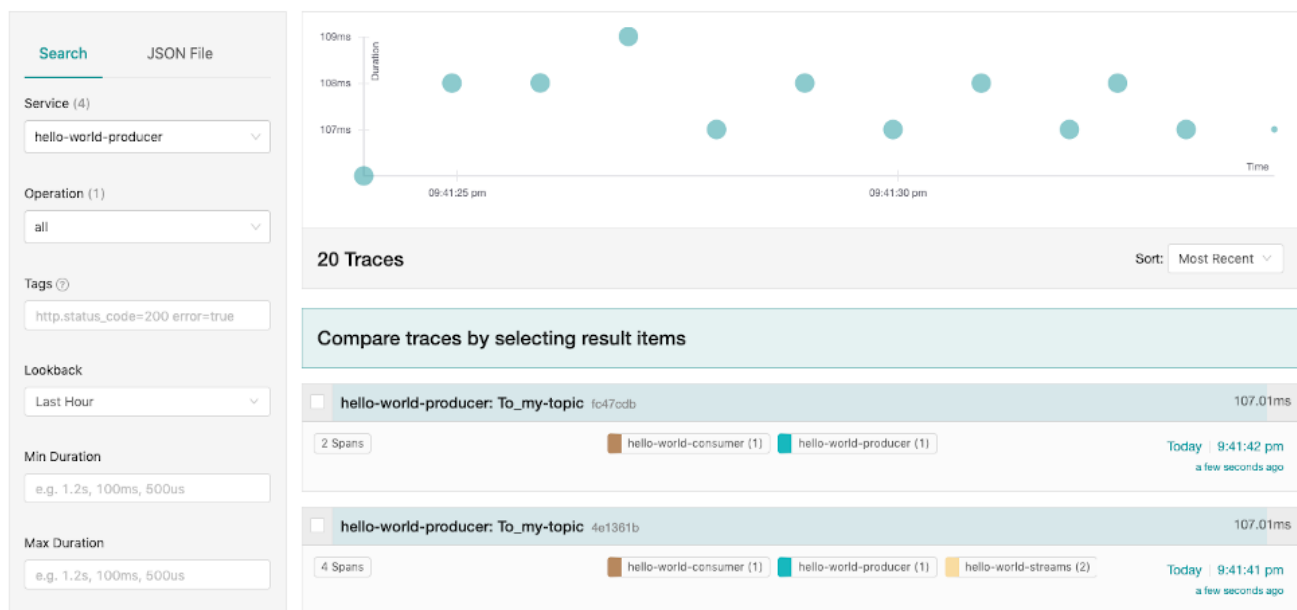 Search JSON File
Service (4)
hello-world-producer
Operation (1)
all
Tags ?
http.status_code=200 error=true
Lookback
Last Hour
Min Duration
e.g. 1.2s, 100ms, 500us
Max Duration
e.g. 1.2s, 100ms, 500us
109ms
Duration
108ms
107ms
Time
09:41:25 pm 09:41:30 pm
20 Traces Sort: Most Recent
Compare traces by selecting result items
hello-world-producer: To_my-topic fc47cdb 107.01ms
2 Spans hello-world-consumer (1) hello-world-producer (1) Today 9:41:42 pm
a few seconds ago
hello-world-producer: To_my-topic 4e1361b 107.01ms
4 Spans hello-world-consumer (1) hello-world-producer (1) hello-world-streams (2) Today 9:41:41 pm
a few seconds ago